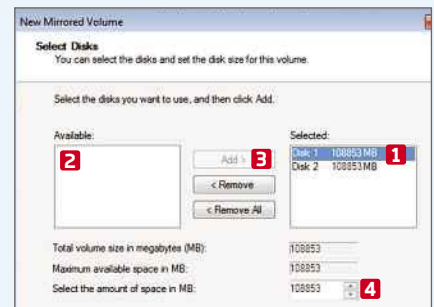 New Mirrored Volume
Select Disks
You can select the disks and set the disk size for this volume.
Select the disks you want to use, and then click Add.
Available:
Selected:
2
Add >
3
Disk 1 108853 MB
1
Disk 2 108853 MB
< Remove
< Remove All
Total volume size in megabytes (MB):
108853
Maximum available space in MB:
108853
Select the amount of space in MB:
108853
4